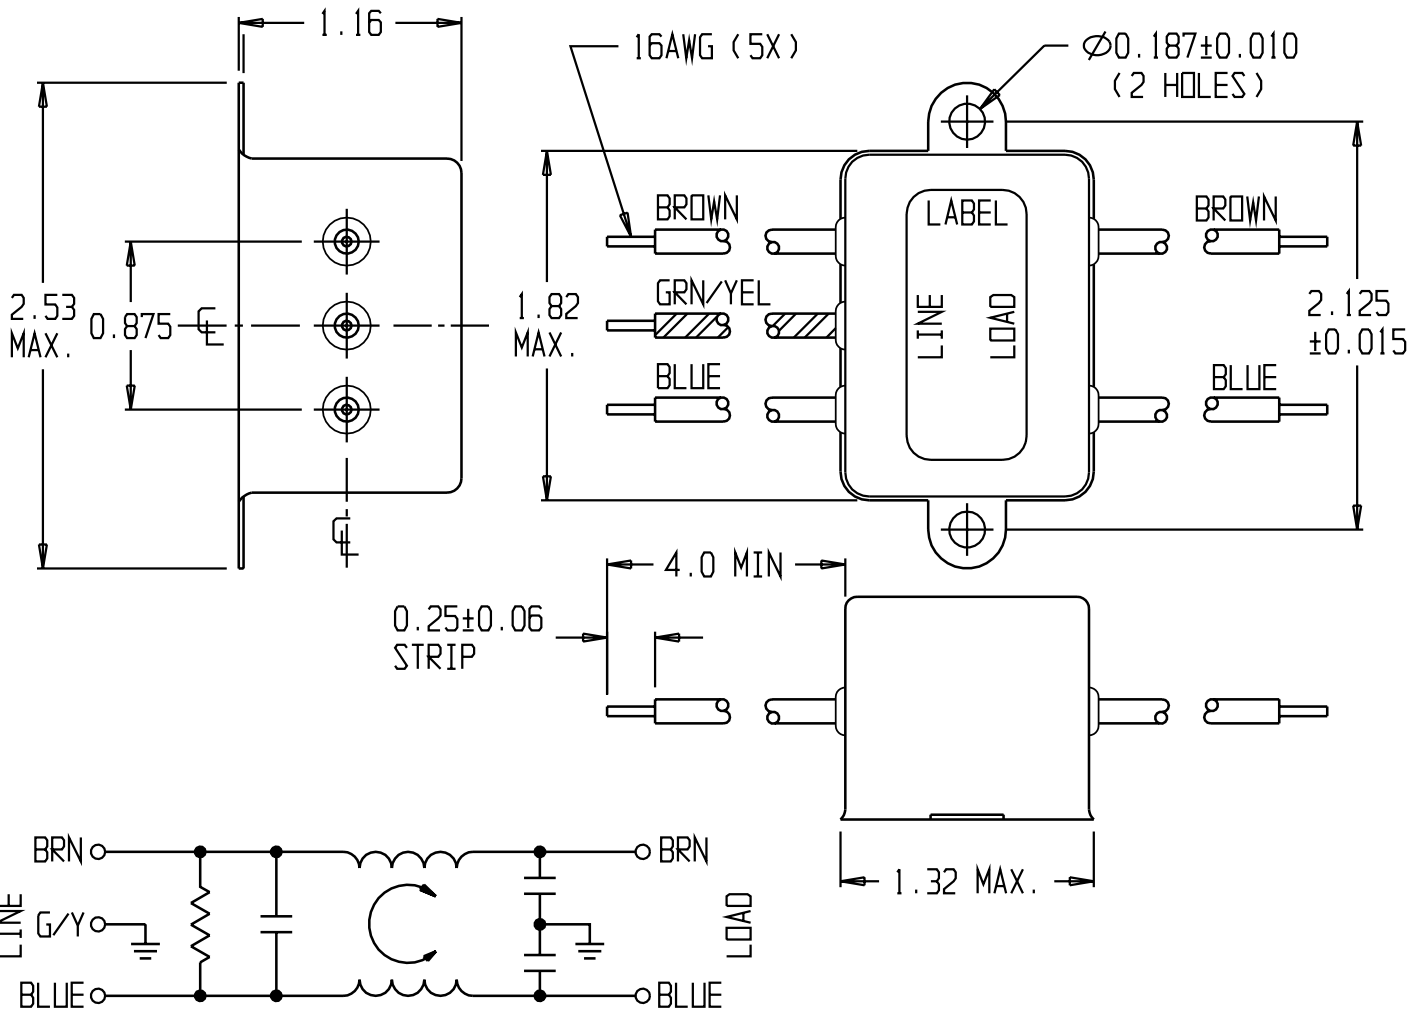 1.16
16AWG (5X)
Ø0.187±0.010
(2 HOLES)
BROWN
LABEL
BROWN
GRN/YEL
2.53
MAX.
0.875
℄
1.82
MAX.
LINE
LOAD
2.125
±0.015
BLUE
BLUE
℄
4.0 MIN
0.25±0.06
STRIP
1.32 MAX.
BRN
BRN
LINE
G/Y
LOAD
BLUE
BLUE